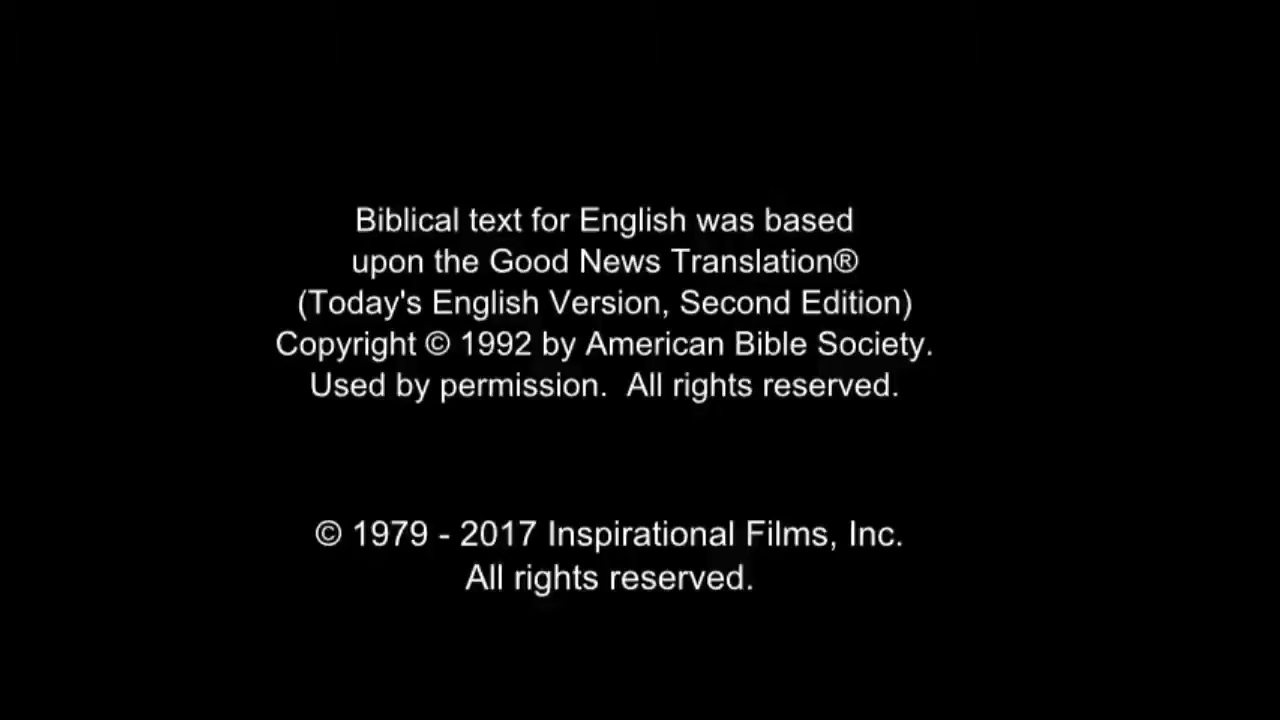 Biblical text for English was based
upon the Good News Translation®
(Today's English Version, Second Edition)
Copyright © 1992 by American Bible Society.
Used by permission.  All rights reserved.
© 1979 - 2017 Inspirational Films, Inc.
All rights reserved.